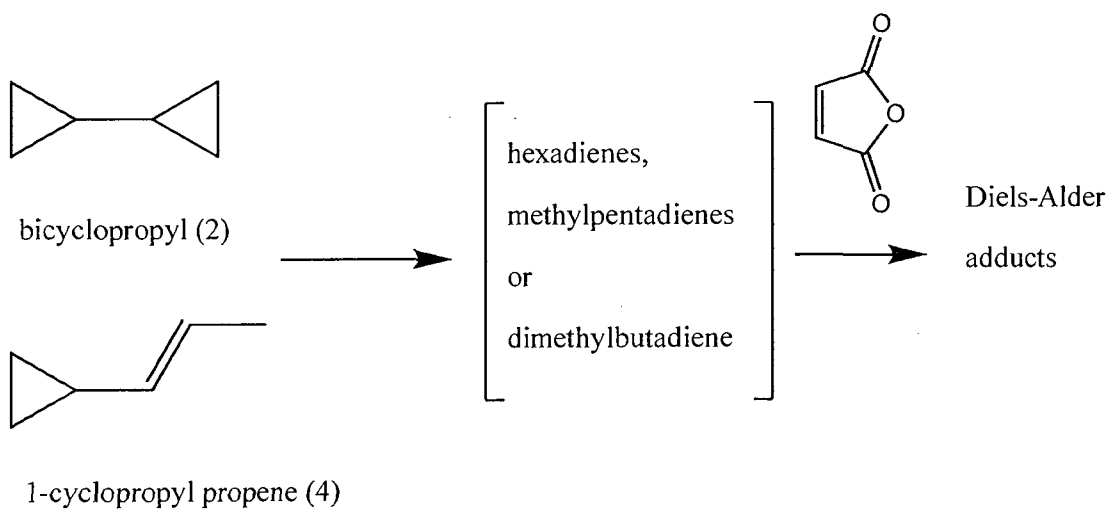 O
O
O
bicyclopropyl (2)
1-cyclopropyl propene (4)
hexadienes,
methylpentadienes
or
dimethylbutadiene
Diels-Alder
adducts